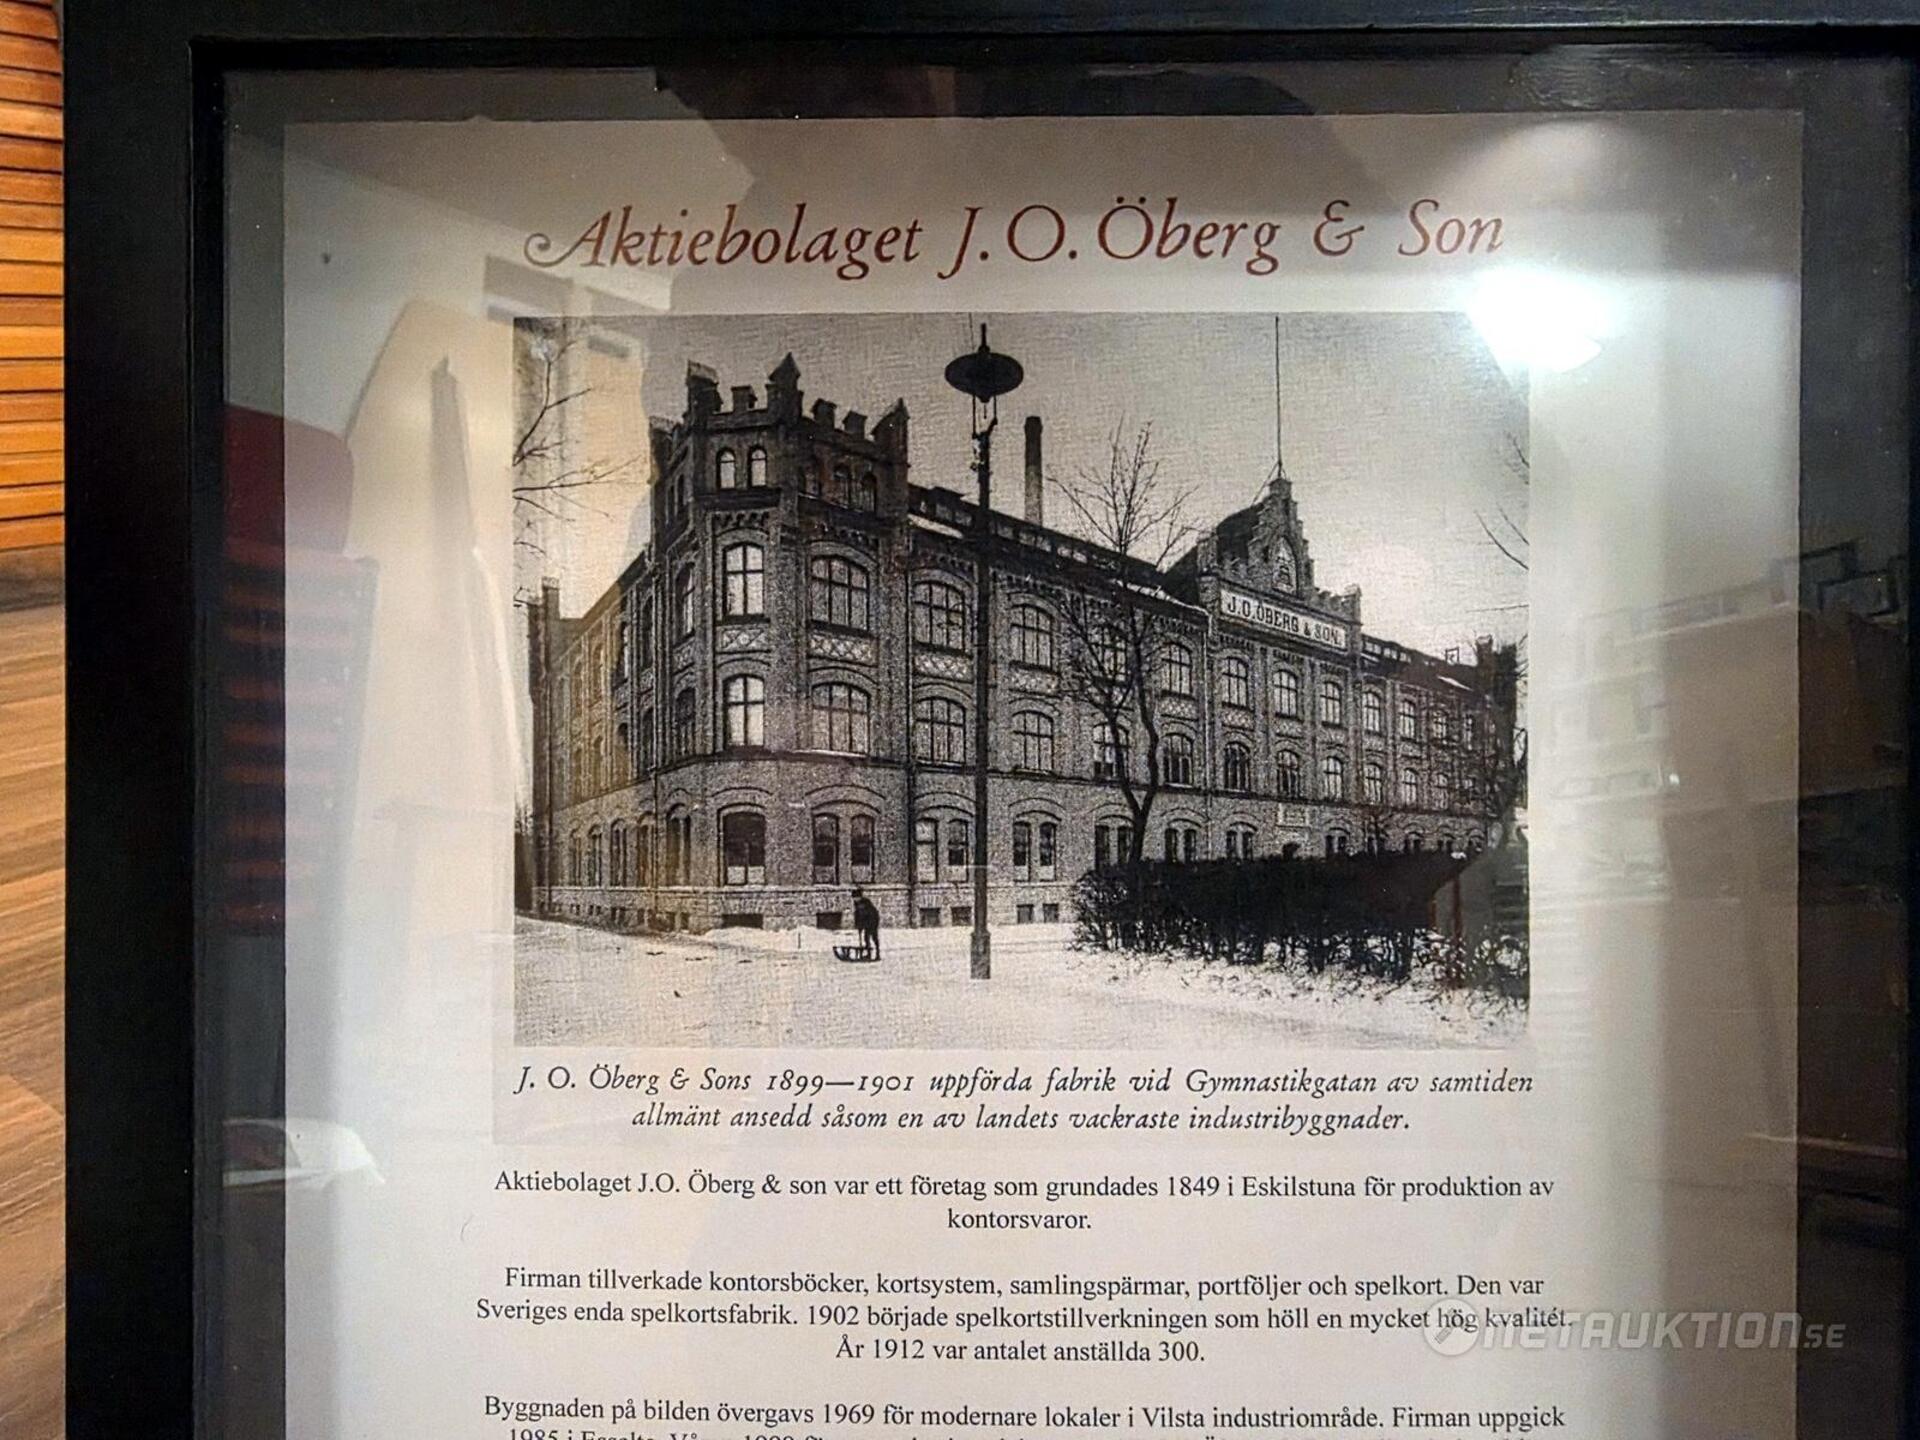 Aktiebolaget J. O. Öberg & Son
J. O. ÖBERG & SON.
J. O. Öberg & Sons 1899—1901 uppförda fabrik vid Gymnastikgatan av samtiden
allmänt ansedd såsom en av landets vackraste industribyggnader.
Aktiebolaget J.O. Öberg & son var ett företag som grundades 1849 i Eskilstuna för produktion av
kontorsvaror.
Firman tillverkade kontorsböcker, kortsystem, samlingspärmar, portföljer och spelkort. Den var
Sveriges enda spelkortsfabrik. 1902 började spelkortstillverkningen som höll en mycket hög kvalitét.
År 1912 var antalet anställda 300.
NETAUKTION.SE
Byggnaden på bilden övergavs 1969 för modernare lokaler i Vilsta industriområde. Firman uppgick
1985 i